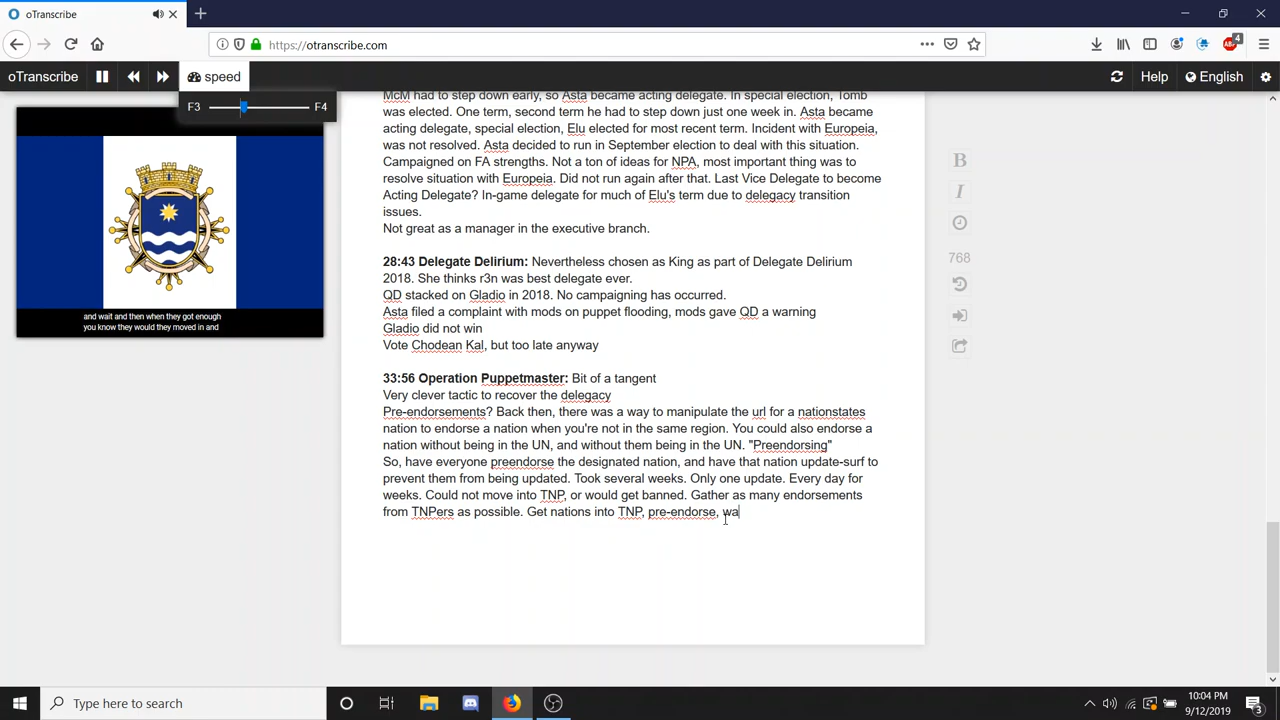 oTranscribe
https://otranscribe.com
4
oTranscribe
speed
Help
English
F3
F4
and wait and then when they got enough
you know they would they moved in and
McM had to step down early, so Asta became acting delegate. In special election, Tomb
was elected. One term, second term he had to step down just one week in. Asta became
acting delegate, special election, Elu elected for most recent term. Incident with Europeia,
was not resolved. Asta decided to run in September election to deal with this situation.
Campaigned on FA strengths. Not a ton of ideas for NPA, most important thing was to
resolve situation with Europeia. Did not run again after that. Last Vice Delegate to become
Acting Delegate? In-game delegate for much of Elu's term due to delegacy transition
issues.
Not great as a manager in the executive branch.
28:43 Delegate Delirium: Nevertheless chosen as King as part of Delegate Delirium
2018. She thinks r3n was best delegate ever.
QD stacked on Gladio in 2018. No campaigning has occurred.
Asta filed a complaint with mods on puppet flooding, mods gave QD a warning
Gladio did not win
Vote Chodean Kal, but too late anyway
33:56 Operation Puppetmaster: Bit of a tangent
Very clever tactic to recover the delegacy
Pre-endorsements? Back then, there was a way to manipulate the url for a nationstates
nation to endorse a nation when you're not in the same region. You could also endorse a
nation without being in the UN, and without them being in the UN. "Preendorsing"
So, have everyone preendorse the designated nation, and have that nation update-surf to
prevent them from being updated. Took several weeks. Only one update. Every day for
weeks. Could not move into TNP, or would get banned. Gather as many endorsements
from TNPers as possible. Get nations into TNP, pre-endorse, wa
B
I
768
Type here to search
10:04 PM
9/12/2019
3